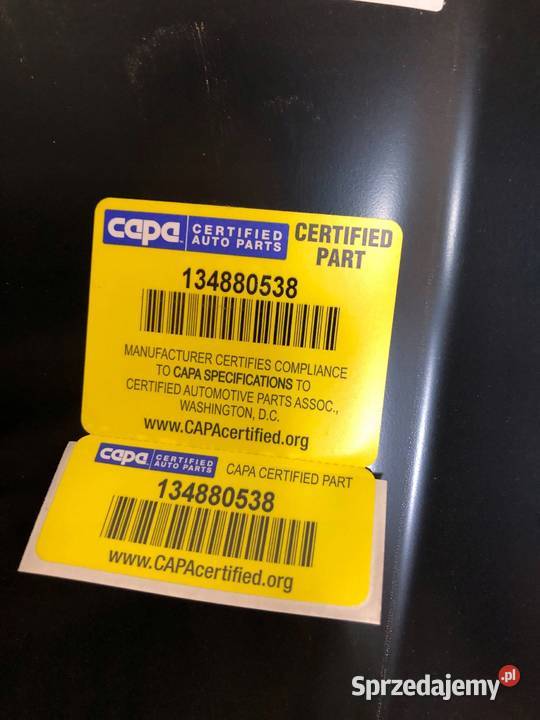 capa™ CERTIFIED AUTO PARTS CERTIFIED PART
134880538
MANUFACTURER CERTIFIES COMPLIANCE
TO CAPA SPECIFICATIONS TO
CERTIFIED AUTOMOTIVE PARTS ASSOC.,
WASHINGTON, D.C.
www.CAPAcertified.org
capa CERTIFIED AUTO PARTS CAPA CERTIFIED PART
134880538
www.CAPAcertified.org
Sprzedajemy.pl